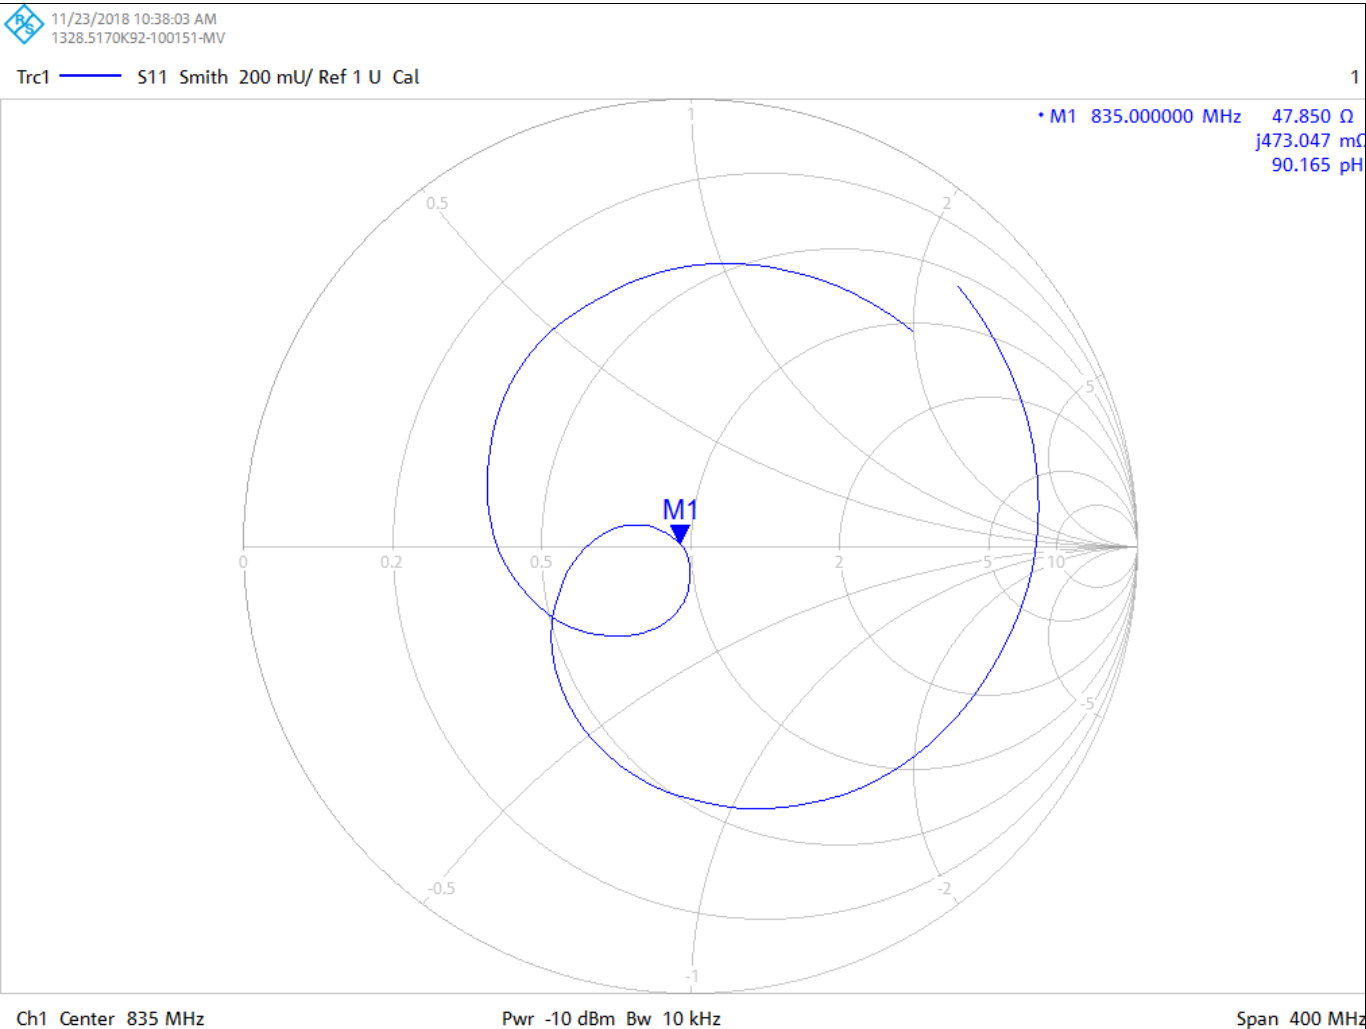 R&S
11/23/2018 10:38:03 AM
1328.5170K92-100151-MV
Trc1 S11 Smith 200 mU/ Ref 1 U Cal 1
• M1 835.000000 MHz 47.850 Ω
j473.047 mΩ
90.165 pH
1
0.5 2
5
M1
0 0.2 0.5 1 2 5 10
-5
-0.5 -2
-1
Ch1 Center 835 MHz Pwr -10 dBm Bw 10 kHz Span 400 MHz